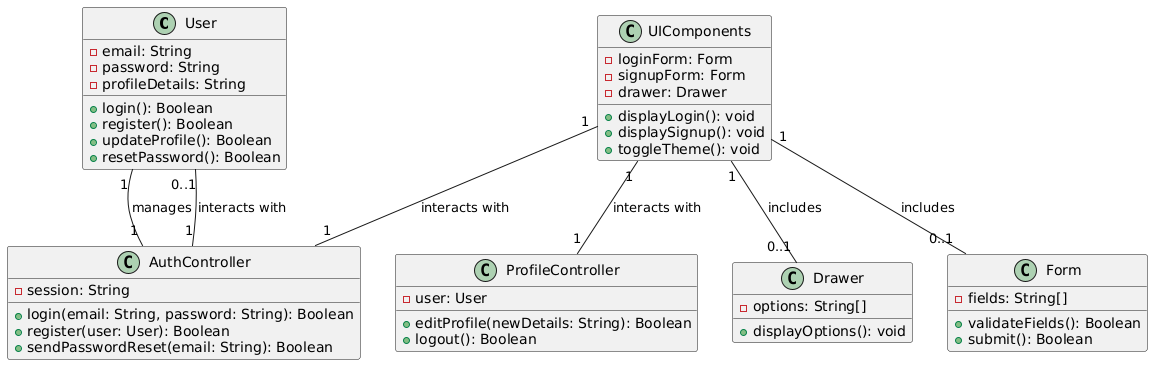 C User
email: String
password: String
profileDetails: String
login(): Boolean
register(): Boolean
updateProfile(): Boolean
resetPassword(): Boolean
C UIComponents
loginForm: Form
signupForm: Form
drawer: Drawer
displayLogin(): void
displaySignup(): void
toggleTheme(): void
1
manages
1
0..1
interacts with
1
1
interacts with
1
1
interacts with
1
1
includes
0..1
1
includes
0..1
C AuthController
session: String
login(email: String, password: String): Boolean
register(user: User): Boolean
sendPasswordReset(email: String): Boolean
C ProfileController
user: User
editProfile(newDetails: String): Boolean
logout(): Boolean
C Drawer
options: String[]
displayOptions(): void
C Form
fields: String[]
validateFields(): Boolean
submit(): Boolean